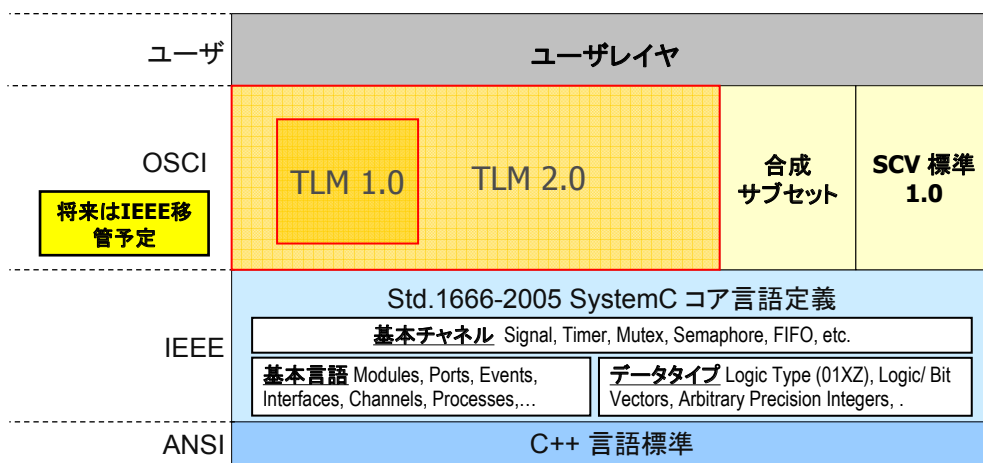 ユーザ
ユーザレイヤ
OSCI
将来はIEEE移
管予定
TLM 1.0
TLM 2.0
合成
サブセット
SCV 標準
1.0
IEEE
Std.1666-2005 SystemC コア言語定義
基本チャネル Signal, Timer, Mutex, Semaphore, FIFO, etc.
基本言語 Modules, Ports, Events,
Interfaces, Channels, Processes,…
データタイプ Logic Type (01XZ), Logic/ Bit
Vectors, Arbitrary Precision Integers, .
ANSI
C++ 言語標準